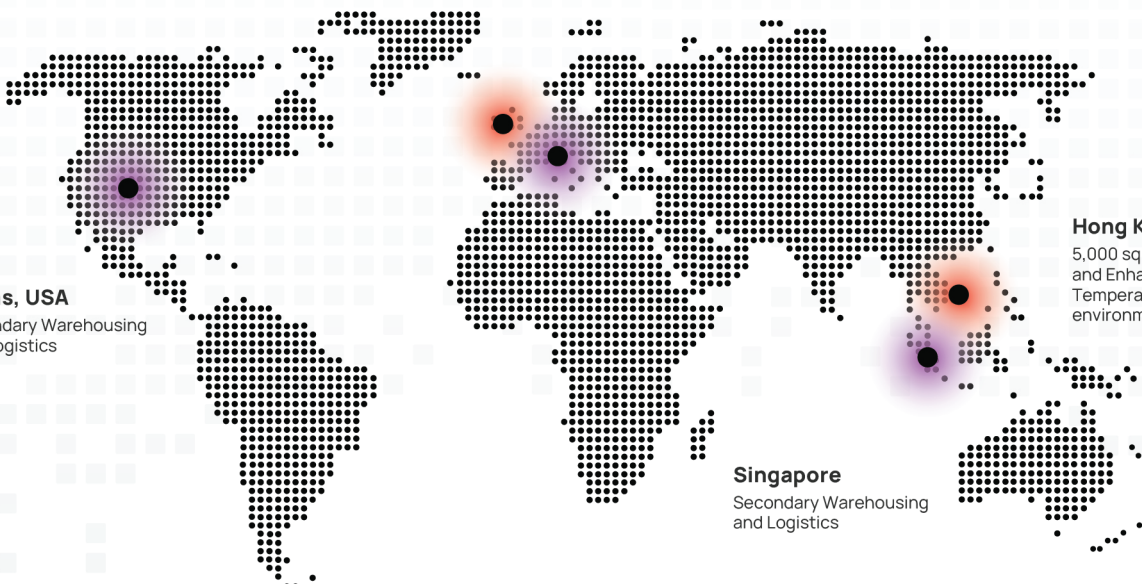 s, USA
ndary Warehousing
ogistics
Singapore
Secondary Warehousing
and Logistics
Hong K
5,000 sq
and Enha
Tempera
environm